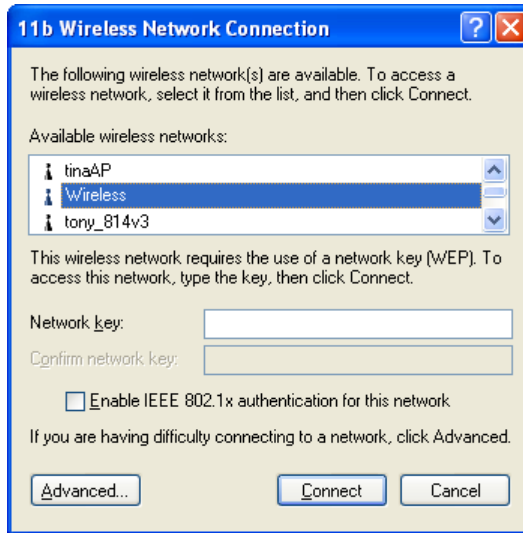 11b Wireless Network Connection
The following wireless network(s) are available. To access a
wireless network, select it from the list, and then click Connect.
Available wireless networks:
tinaAP
Wireless
tony_814v3
This wireless network requires the use of a network key (WEP). To
access this network, type the key, then click Connect.
Network key:
Confirm network key:
Enable IEEE 802.1x authentication for this network
If you are having difficulty connecting to a network, click Advanced.
Advanced... Connect Cancel